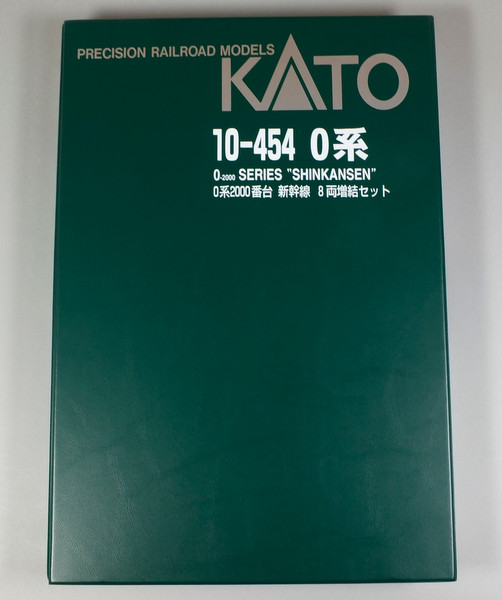 PRECISION RAILROAD MODELS
KATO
10-454 0系
0-2000 SERIES "SHINKANSEN"
0系2000番台 新幹線 8両増結セット